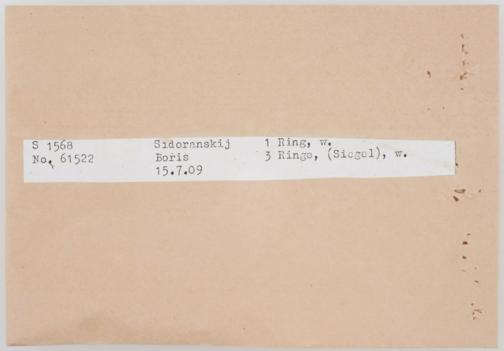 S 1568 Sidoranskij 1 Ring, w.
No. 61522 Boris 3 Ringe, (Siegel), w.
15.7.09